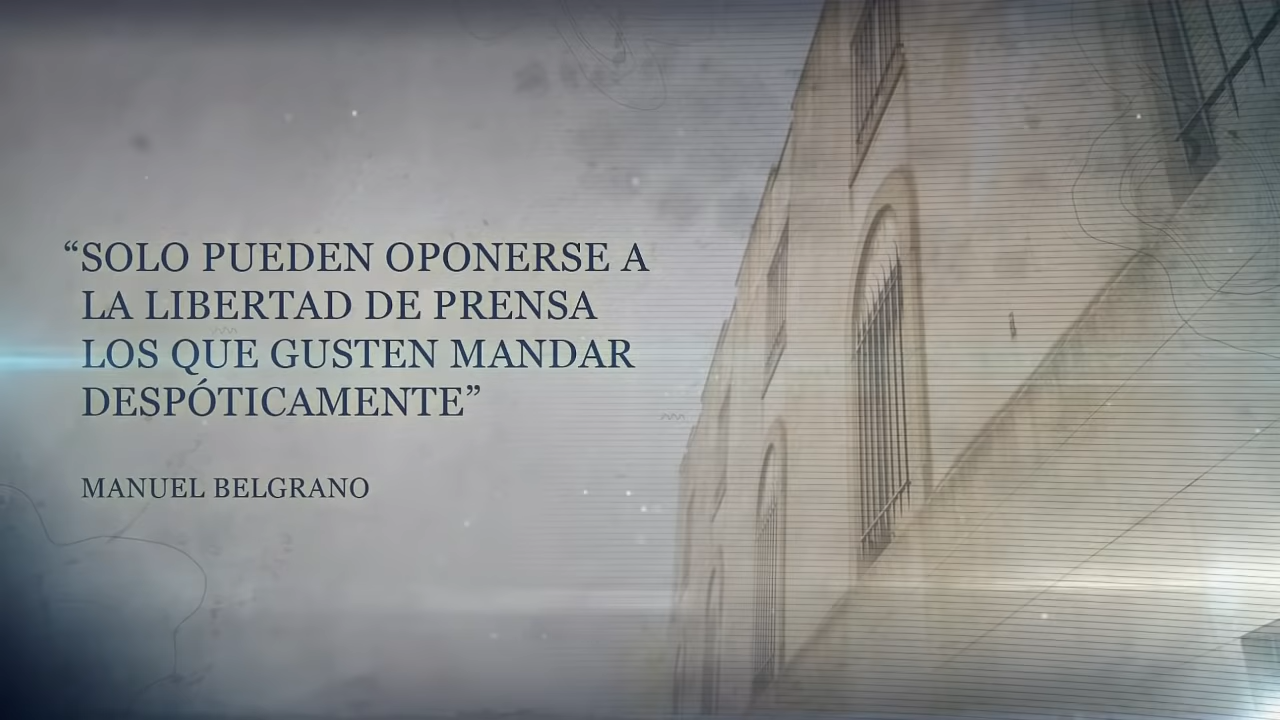 “SOLO PUEDEN OPONERSE A
LA LIBERTAD DE PRENSA
LOS QUE GUSTEN MANDAR
DESPÓTICAMENTE”
MANUEL BELGRANO